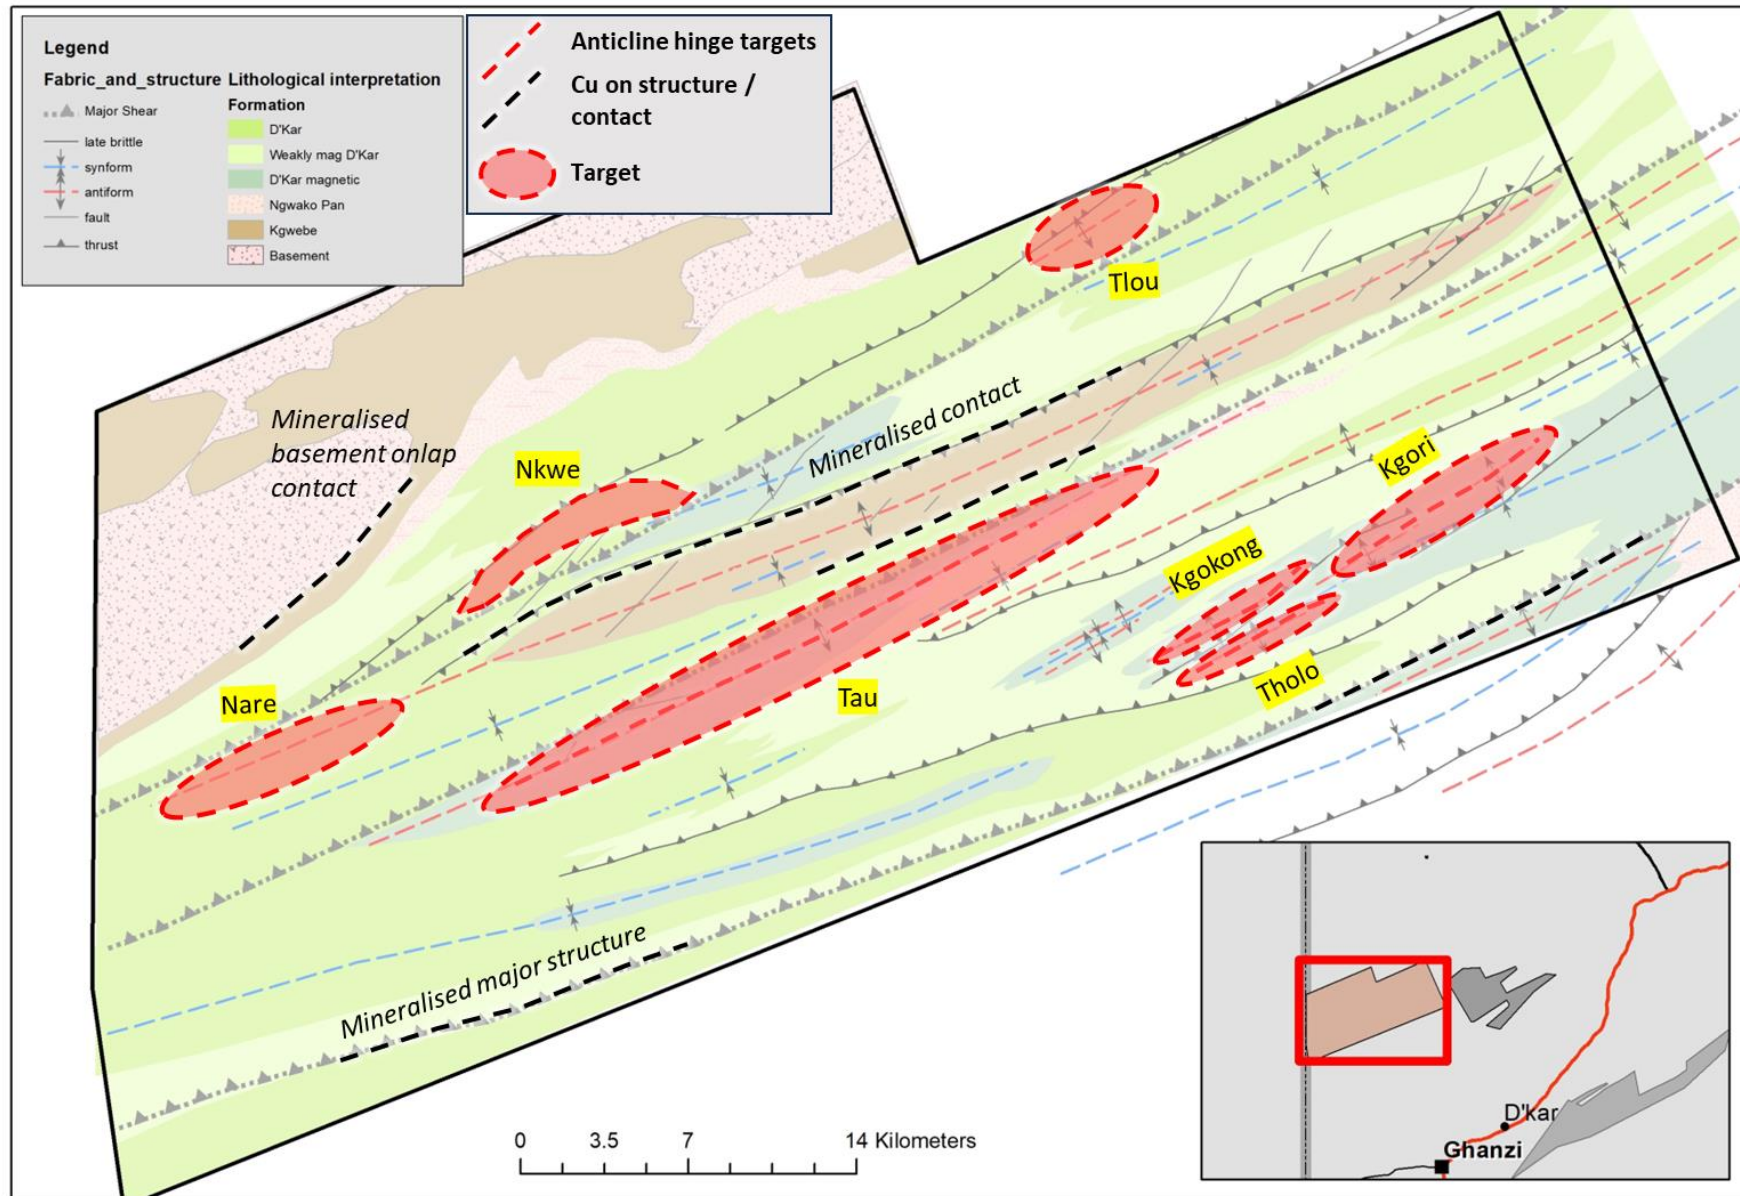 Legend
Fabric_and_structure
Major Shear
late brittle
synform
antiform
fault
thrust
Lithological interpretation
Formation
D'Kar
Weakly mag D'Kar
D'Kar magnetic
Ngwako Pan
Kgwebe
Basement
Anticline hinge targets
Cu on structure /
contact
Target
Tlou
Mineralised
basement onlap
contact
Mineralised contact
Nkwe
Kgori
Kgokong
Tholo
Nare
Tau
Mineralised major structure
0 3.5 7 14 Kilometers
D'kar
Ghanzi